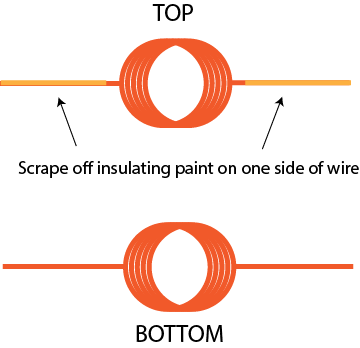 TOP
Scrape off insulating paint on one side of wire
BOTTOM